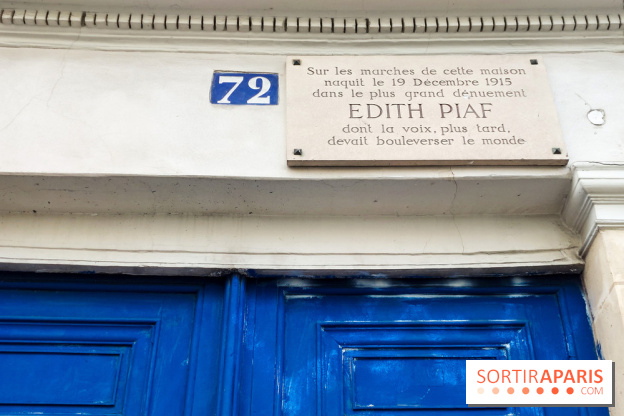 72
Sur les marches de cette maison
naquit le 19 Décembre 1915
dans le plus grand dénuement
EDITH PIAF
dont la voix, plus tard,
devait bouleverser le monde
SORTIRAPARIS
.COM